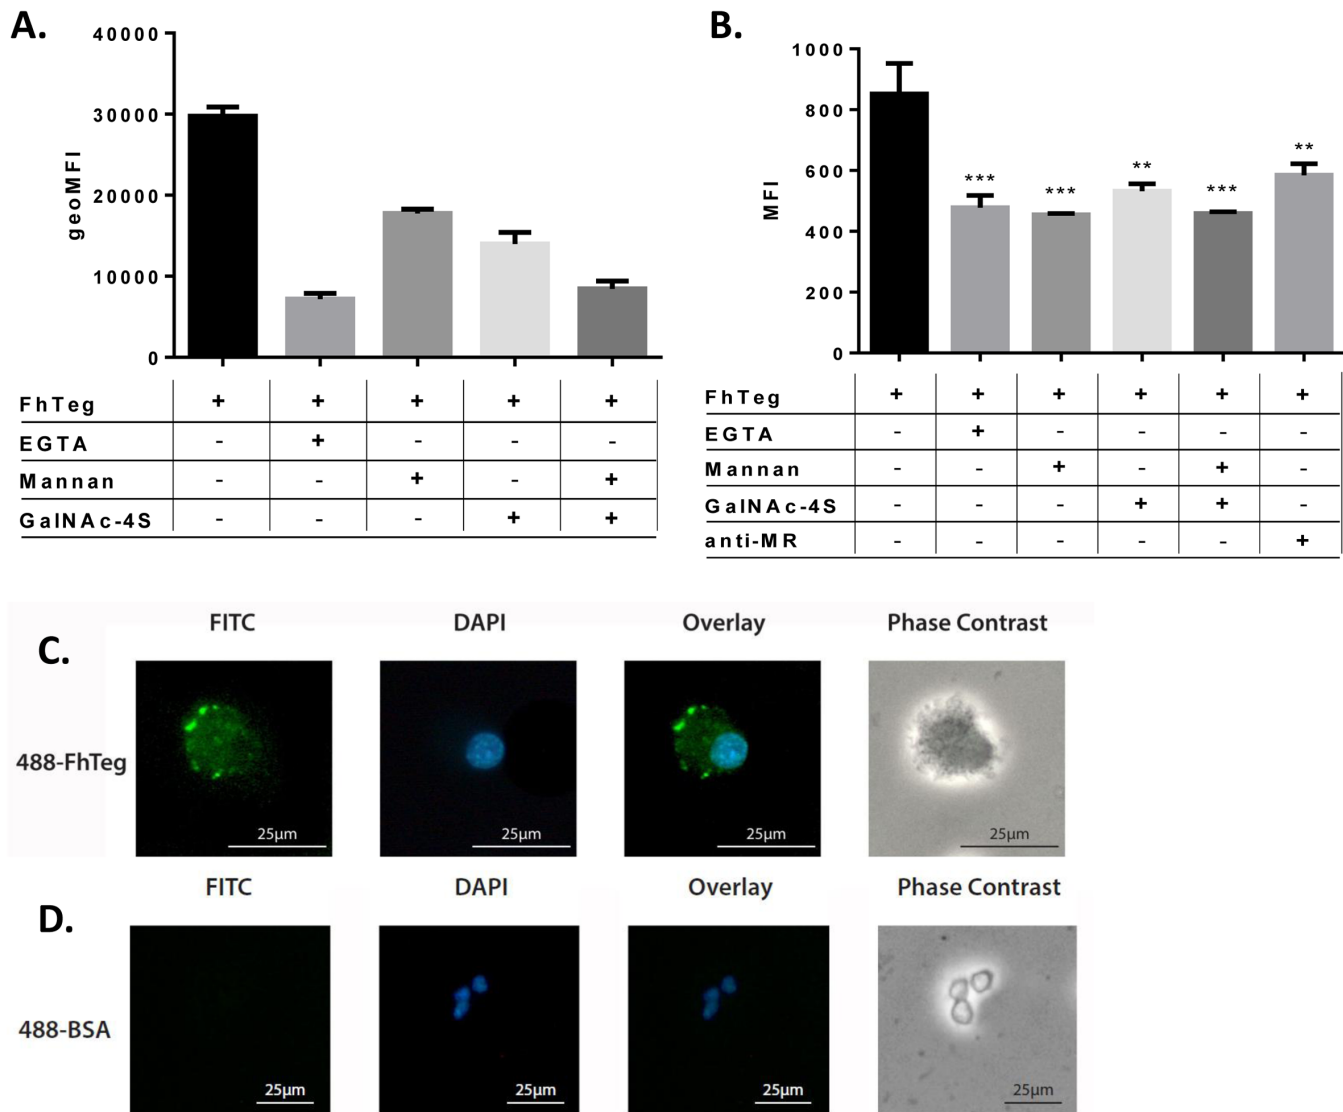 A.
40000
30000
20000
10000
0
geoMFI
FhTeg + + + + +
EGTA - + - - -
Mannan - - + - +
GalNAc-4S - - - + +
B.
1000
800
600
400
200
0
MFI
*** *** ** *** **
FhTeg + + + + + +
EGTA - + - - - -
Mannan - - + - + -
GalNAc-4S - - - + + -
anti-MR - - - - - +
C.
FITC DAPI Overlay Phase Contrast
488-FhTeg
25µm 25µm 25µm 25µm
D.
FITC DAPI Overlay Phase Contrast
488-BSA
25µm 25µm 25µm 25µm